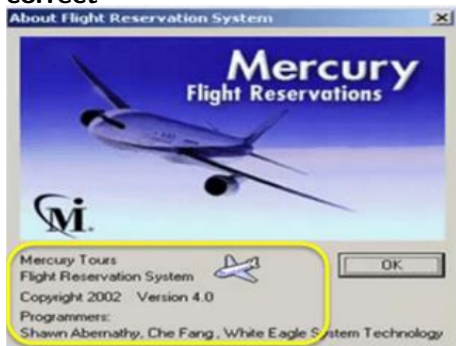 correct
About Flight Reservation System
Mercury
Flight Reservations
Mercury Tours
Flight Reservation System
OK
Copyright 2002 Version 4.0
Programmers:
Shawn Abernathy, Che Fang , White Eagle System Technology